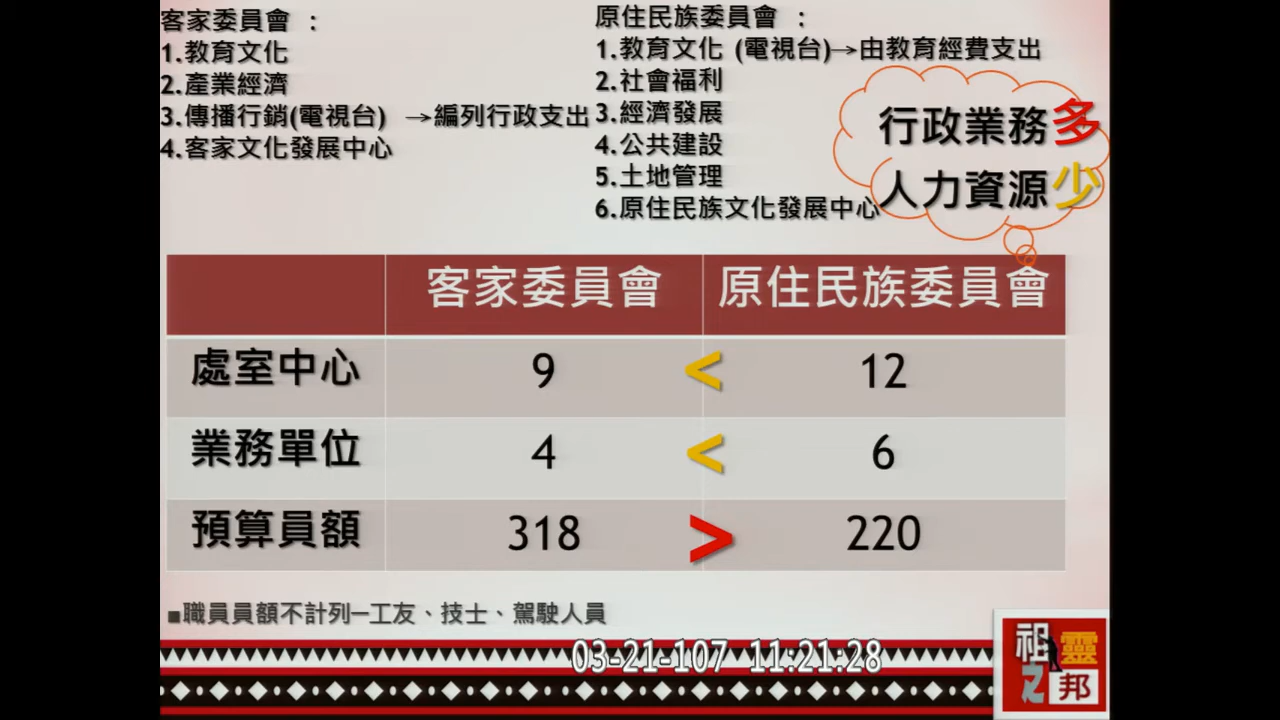 客家委員會 :
1.教育文化
2.產業經濟
3.傳播行銷(電視台) →編列行政支出
4.客家文化發展中心
原住民族委員會 :
1.教育文化 (電視台)→由教育經費支出
2.社會福利
3.經濟發展
4.公共建設
5.土地管理
6.原住民族文化發展中心
行政業務多
人力資源少
客家委員會 原住民族委員會
處室中心 9 < 12
業務單位 4 < 6
預算員額 318 > 220
■職員員額不計列—工友、技士、駕駛人員
03-21-107 11:21:28
祖靈之邦